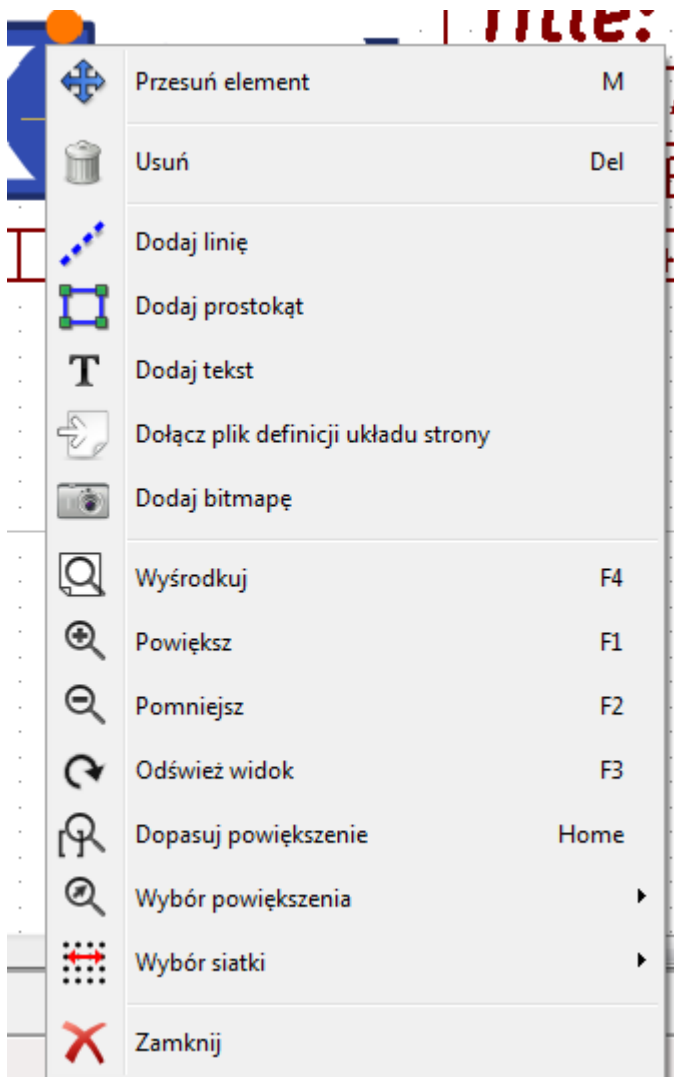 Title:
Przesuń element M
Usuń Del
Dodaj linię
Dodaj prostokąt
Dodaj tekst
Dołącz plik definicji układu strony
Dodaj bitmapę
Wyśrodkuj F4
Powiększ F1
Pomniejsz F2
Odśwież widok F3
Dopasuj powiększenie Home
Wybór powiększenia
Wybór siatki
Zamknij